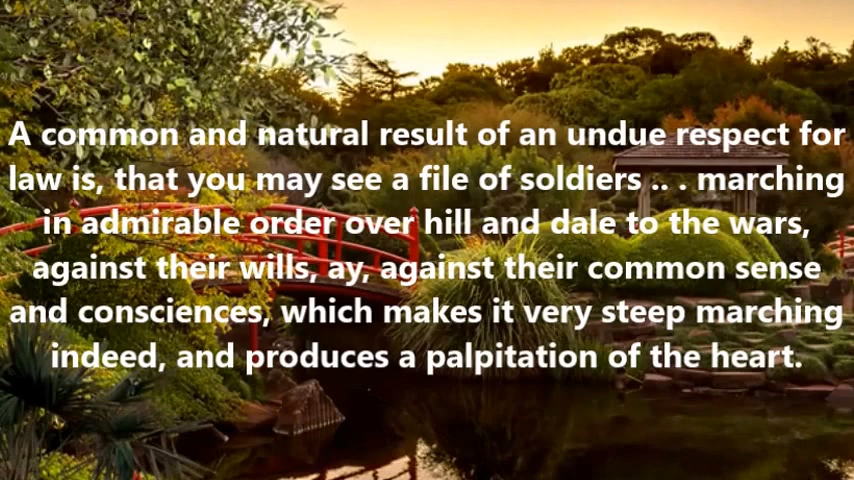 A common and natural result of an undue respect for
law is, that you may see a file of soldiers .. . marching
in admirable order over hill and dale to the wars,
against their wills, ay, against their common sense
and consciences, which makes it very steep marching
indeed, and produces a palpitation of the heart.